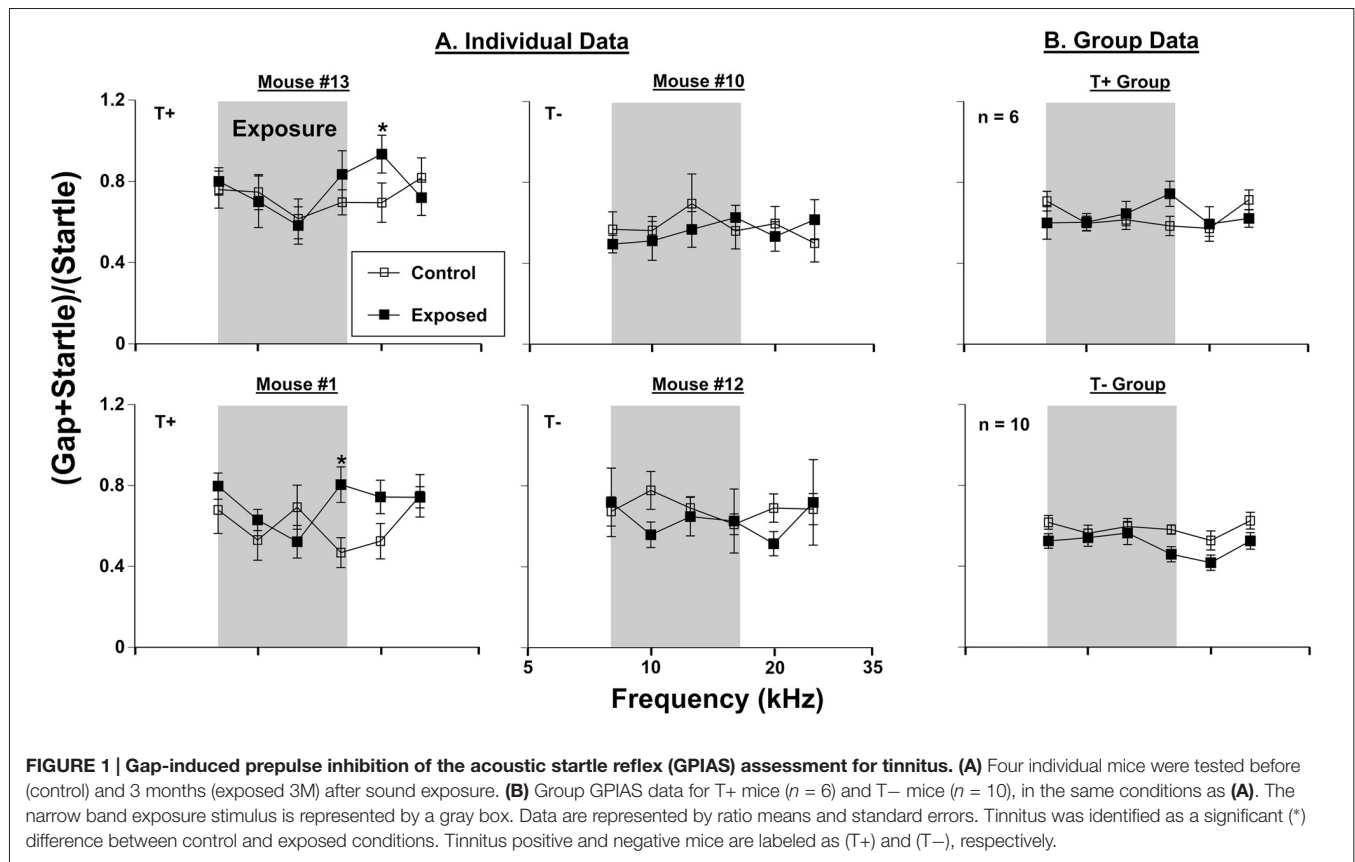 A. Individual Data
B. Group Data
Mouse #13
Mouse #10
T+ Group
1.2
0.8
0.4
0
T+
Exposure
*
T-
n = 6
Control
Exposed
(Gap+Startle)/(Startle)
Mouse #1
Mouse #12
T- Group
1.2
0.8
0.4
0
T+
*
T-
n = 10
5
10
20
35
Frequency (kHz)
FIGURE 1 | Gap-induced prepulse inhibition of the acoustic startle reflex (GPIAS) assessment for tinnitus. (A) Four individual mice were tested before
(control) and 3 months (exposed 3M) after sound exposure. (B) Group GPIAS data for T+ mice (n = 6) and T− mice (n = 10), in the same conditions as (A). The
narrow band exposure stimulus is represented by a gray box. Data are represented by ratio means and standard errors. Tinnitus was identified as a significant (*)
difference between control and exposed conditions. Tinnitus positive and negative mice are labeled as (T+) and (T−), respectively.